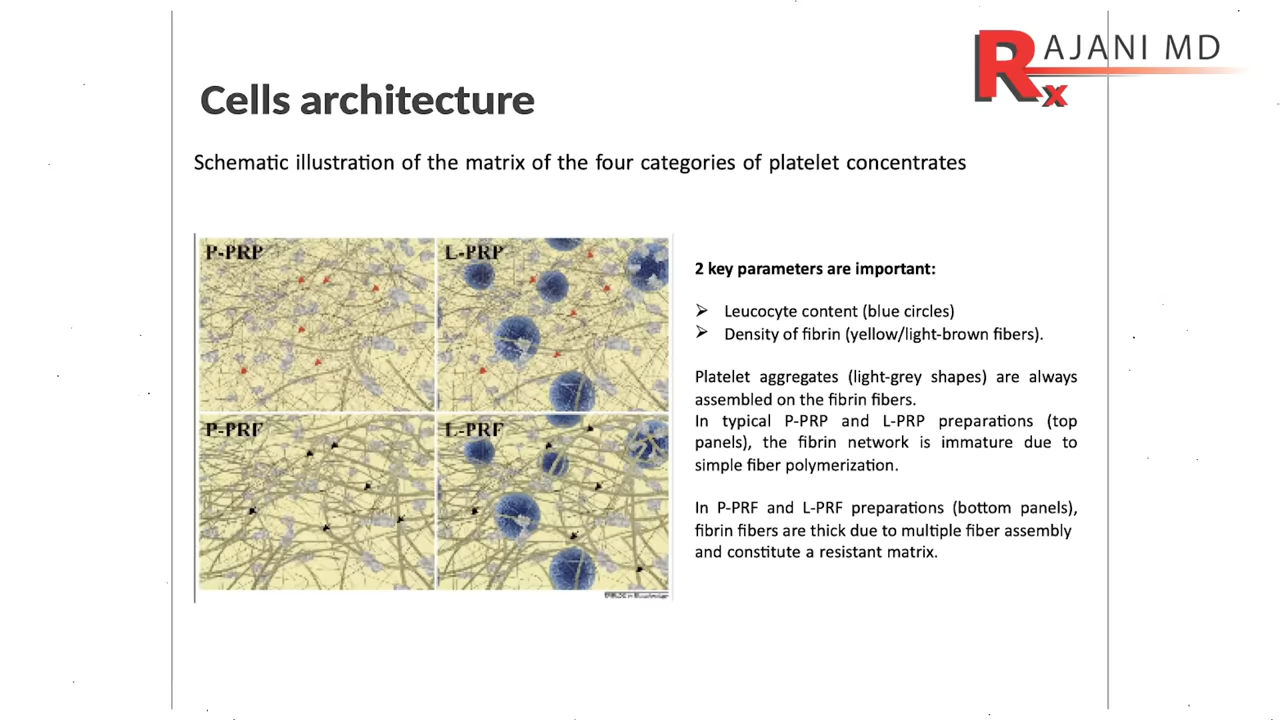 Rx AJANI MD
Cells architecture
Schematic illustration of the matrix of the four categories of platelet concentrates
P-PRP
L-PRP
P-PRF
L-PRF
2 key parameters are important:
➢ Leucocyte content (blue circles)
➢ Density of fibrin (yellow/light-brown fibers).
Platelet aggregates (light-grey shapes) are always
assembled on the fibrin fibers.
In typical P-PRP and L-PRP preparations (top
panels), the fibrin network is immature due to
simple fiber polymerization.
In P-PRF and L-PRF preparations (bottom panels),
fibrin fibers are thick due to multiple fiber assembly
and constitute a resistant matrix.